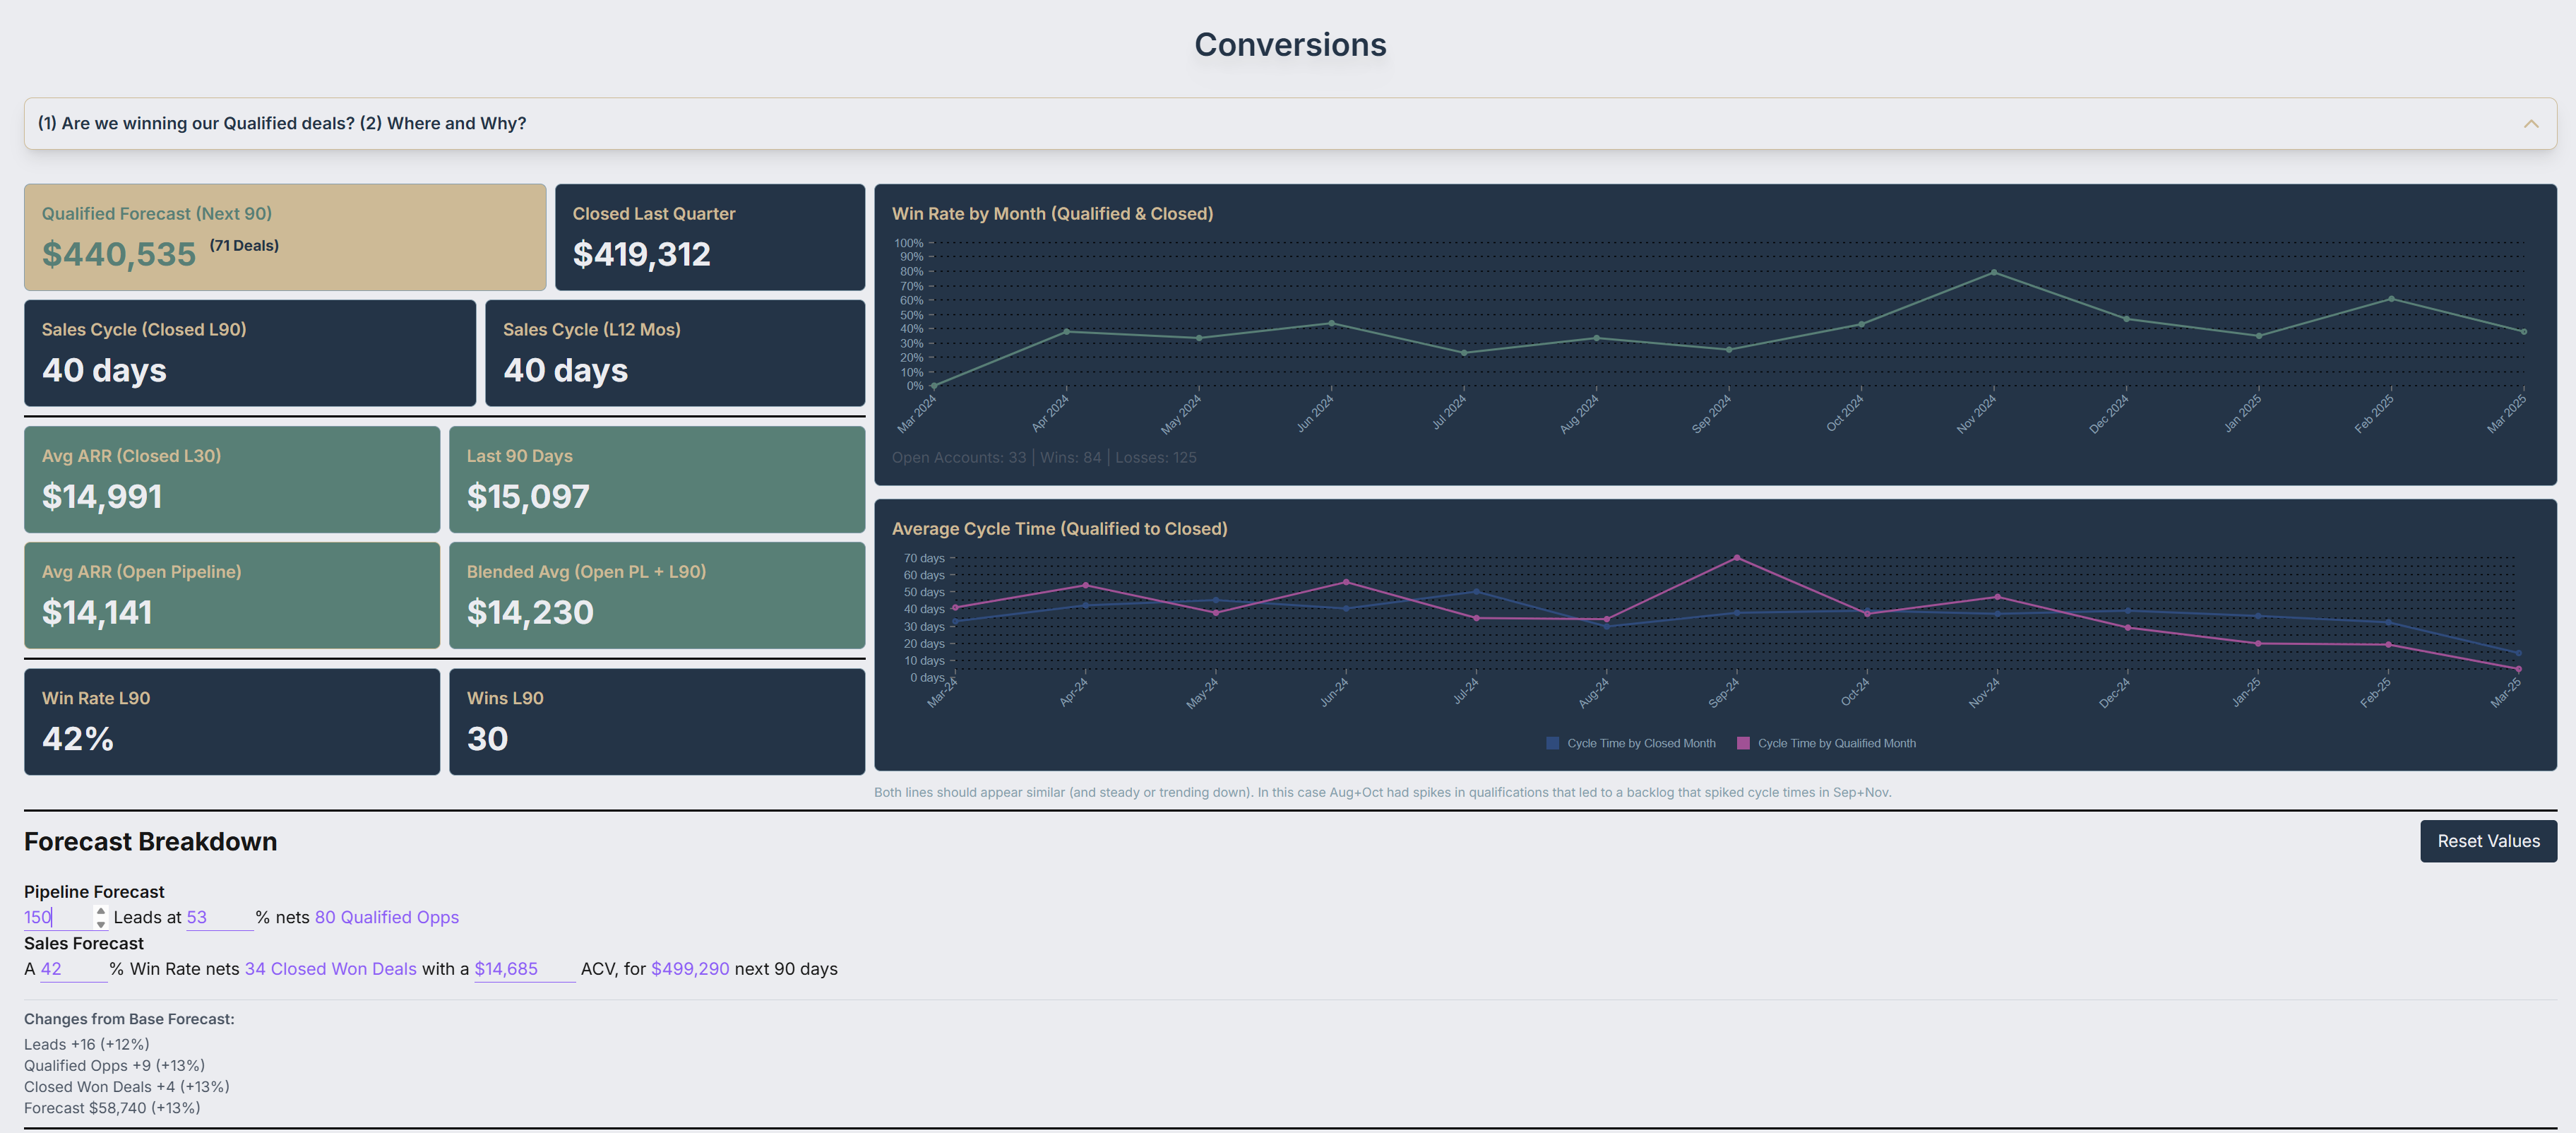 Conversions
(1) Are we winning our Qualified deals? (2) Where and Why?
Qualified Forecast (Next 90)
$440,535 (71 Deals)
Closed Last Quarter
$419,312
Sales Cycle (Closed L90)
40 days
Sales Cycle (L12 Mos)
40 days
Avg ARR (Closed L30)
$14,991
Last 90 Days
$15,097
Avg ARR (Open Pipeline)
$14,141
Blended Avg (Open PL + L90)
$14,230
Win Rate L90
42%
Wins L90
30
Win Rate by Month (Qualified & Closed)
100%
90%
80%
70%
60%
50%
40%
30%
20%
10%
0%
Mar 2024
Apr 2024
May 2024
Jun 2024
Jul 2024
Aug 2024
Sep 2024
Oct 2024
Nov 2024
Dec 2024
Jan 2025
Feb 2025
Mar 2025
Open Accounts: 33 | Wins: 84 | Losses: 125
Average Cycle Time (Qualified to Closed)
70 days
60 days
50 days
40 days
30 days
20 days
10 days
0 days
Mar-24
Apr-24
May-24
Jun-24
Jul-24
Aug-24
Sep-24
Oct-24
Nov-24
Dec-24
Jan-25
Feb-25
Mar-25
Cycle Time by Closed Month
Cycle Time by Qualified Month
Both lines should appear similar (and steady or trending down). In this case Aug+Oct had spikes in qualifications that led to a backlog that spiked cycle times in Sep+Nov.
Forecast Breakdown
Reset Values
Pipeline Forecast
150 Leads at 53 % nets 80 Qualified Opps
Sales Forecast
A 42 % Win Rate nets 34 Closed Won Deals with a $14,685 ACV, for $499,290 next 90 days
Changes from Base Forecast:
Leads +16 (+12%)
Qualified Opps +9 (+13%)
Closed Won Deals +4 (+13%)
Forecast $58,740 (+13%)